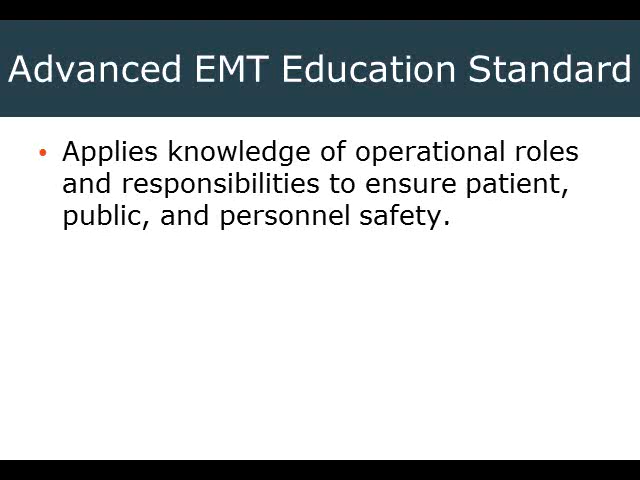 Advanced EMT Education Standard
• Applies knowledge of operational roles
and responsibilities to ensure patient,
public, and personnel safety.